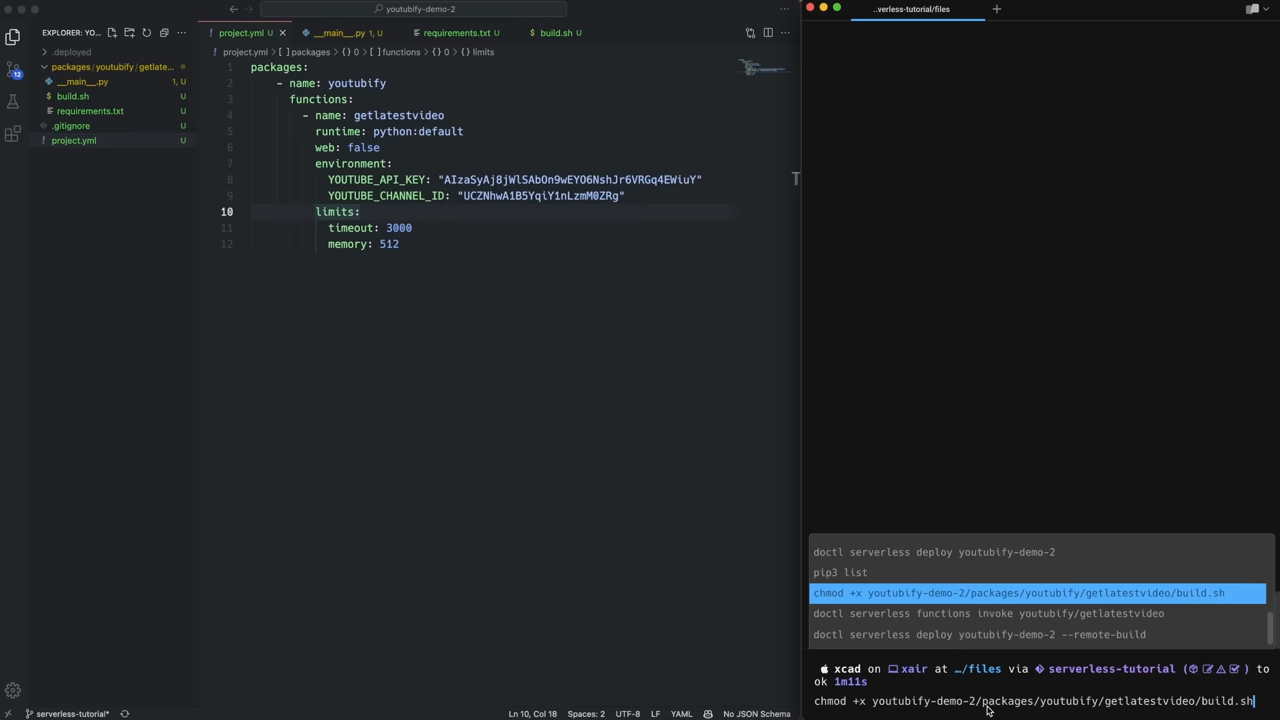 youtubify-demo-2
..verless-tutorial/files
EXPLORER: YO...
project.yml U
__main__.py 1, U
requirements.txt U
build.sh U
.deployed
packages / youtubify / getlate...
__main__.py 1, U
build.sh U
requirements.txt U
.gitignore U
project.yml U
12
project.yml > [ ] packages > { } 0 > [ ] functions > { } 0 > { } limits
1 packages:
2 - name: youtubify
3 functions:
4 - name: getlatestvideo
5 runtime: python:default
6 web: false
7 environment:
8 YOUTUBE_API_KEY: "AIzaSyAj8jWlSAbOn9wEYO6NshJr6VRGq4EWiuY"
9 YOUTUBE_CHANNEL_ID: "UCZNhwA1B5YqiY1nLzmM0ZRg"
10 limits:
11 timeout: 3000
12 memory: 512
doctl serverless deploy youtubify-demo-2
pip3 list
chmod +x youtubify-demo-2/packages/youtubify/getlatestvideo/build.sh
doctl serverless functions invoke youtubify/getlatestvideo
doctl serverless deploy youtubify-demo-2 --remote-build
xcad on xair at …/files via serverless-tutorial ( ) to
ok 1m11s
chmod +x youtubify-demo-2/packages/youtubify/getlatestvideo/build.sh
serverless-tutorial*
Ln 10, Col 18
Spaces: 2
UTF-8
LF
YAML
No JSON Schema